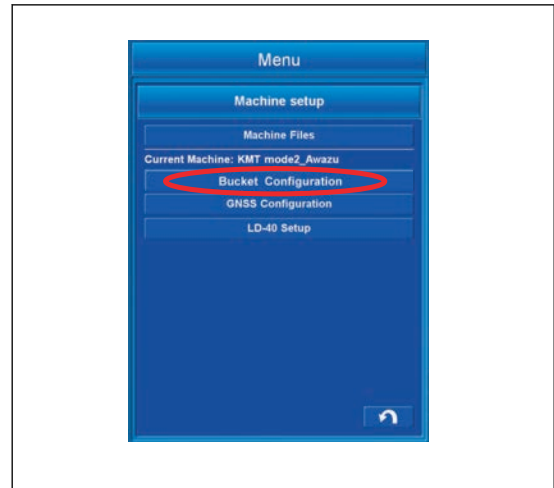 Menu
Machine setup
Machine Files
Current Machine: KMT mode2_Awazu
Bucket Configuration
GNSS Configuration
LD-40 Setup